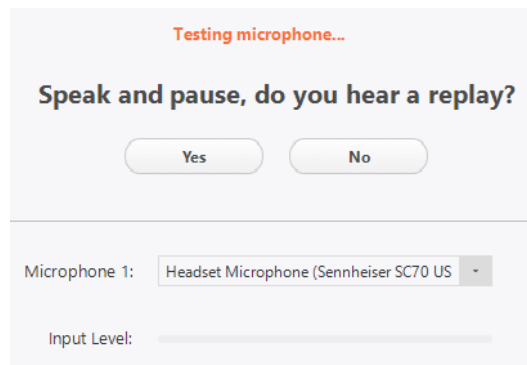 Testing microphone...
Speak and pause, do you hear a replay?
Yes No
Microphone 1: Headset Microphone (Sennheiser SC70 US
Input Level: